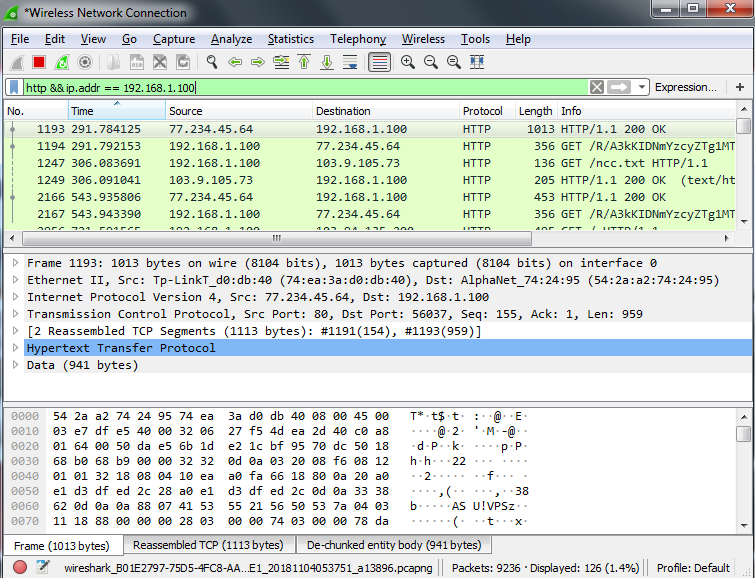 *Wireless Network Connection
File Edit View Go Capture Analyze Statistics Telephony Wireless Tools Help
http && ip.addr == 192.168.1.100 Expression... +
No. Time Source Destination Protocol Length Info
1193 291.784125 77.234.45.64 192.168.1.100 HTTP 1013 HTTP/1.1 200 OK
1194 291.792153 192.168.1.100 77.234.45.64 HTTP 356 GET /R/A3kKIDNmYzcyZTg1MT
1247 306.083691 192.168.1.100 103.9.105.73 HTTP 136 GET /ncc.txt HTTP/1.1
1249 306.091041 103.9.105.73 192.168.1.100 HTTP 205 HTTP/1.1 200 OK (text/ht
2166 543.935806 77.234.45.64 192.168.1.100 HTTP 453 HTTP/1.1 200 OK
2167 543.943390 192.168.1.100 77.234.45.64 HTTP 356 GET /R/A3kKIDNmYzcyZTg1MT
Frame 1193: 1013 bytes on wire (8104 bits), 1013 bytes captured (8104 bits) on interface 0
Ethernet II, Src: Tp-LinkT_d0:db:40 (74:ea:3a:d0:db:40), Dst: AlphaNet_74:24:95 (54:2a:a2:74:24:95)
Internet Protocol Version 4, Src: 77.234.45.64, Dst: 192.168.1.100
Transmission Control Protocol, Src Port: 80, Dst Port: 56037, Seq: 155, Ack: 1, Len: 959
[2 Reassembled TCP Segments (1113 bytes): #1191(154), #1193(959)]
Hypertext Transfer Protocol
Data (941 bytes)
0000 54 2a a2 74 24 95 74 ea 3a d0 db 40 08 00 45 00 T*·t$·t· :··@··E·
0010 03 e7 df e5 40 00 32 06 27 f5 4d ea 2d 40 c0 a8 ····@·2· '·M·-@··
0020 01 64 00 50 da e5 6b 1d e2 1c bf 95 70 dc 50 18 ·d·P··k· ····p·P·
0030 68 b0 68 b9 00 00 32 32 0d 0a 03 20 08 f6 08 12 h·h···22 ··· ····
0040 01 01 32 18 08 04 10 ea a0 fa 66 18 80 0a 20 a0 ··2····· ··f··· ·
0050 e1 d3 df ed 2c 28 a0 e1 d3 df ed 2c 0d 0a 33 38 ····,(·· ···,··38
0060 62 0d 0a 0a 88 07 41 53 55 21 56 50 53 7a 04 03 b·····AS U!VPSz··
0070 11 18 88 00 00 00 28 03 00 00 74 03 00 00 78 da ······(· ··t···x·
Frame (1013 bytes) Reassembled TCP (1113 bytes) De-chunked entity body (941 bytes)
wireshark_B01E2797-75D5-4FC8-AA...E1_20181104053751_a13896.pcapng Packets: 9236 · Displayed: 126 (1.4%) Profile: Default